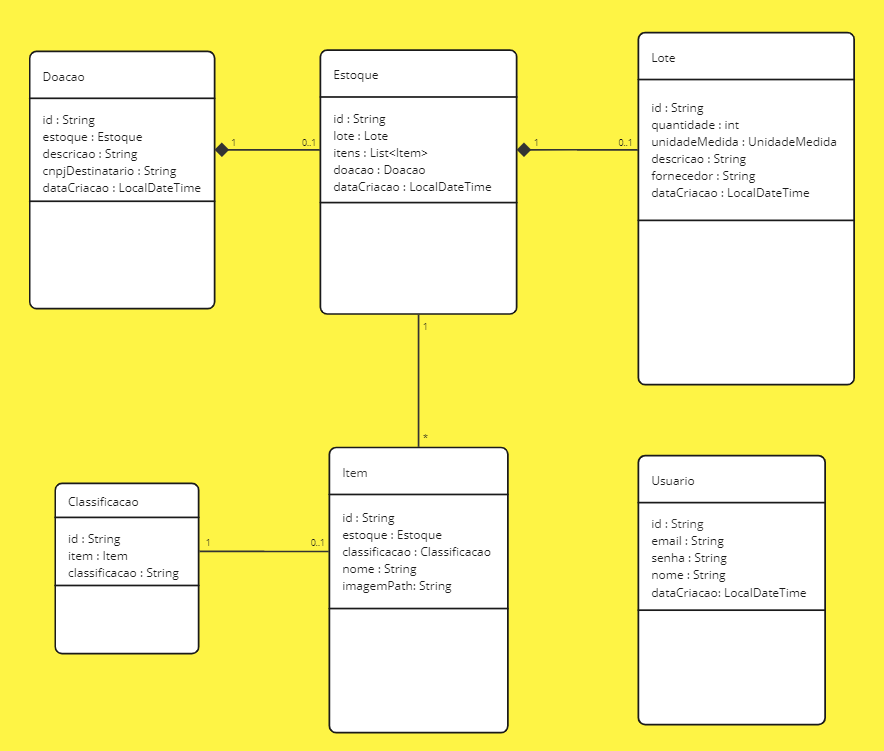 Doacao
id : String
estoque : Estoque
descricao : String
cnpjDestinatario : String
dataCriacao : LocalDateTime
1
0..1
Estoque
id : String
lote : Lote
itens : List<Item>
doacao : Doacao
dataCriacao : LocalDateTime
1
0..1
Lote
id : String
quantidade : int
unidadeMedida : UnidadeMedida
descricao : String
fornecedor : String
dataCriacao : LocalDateTime
1
*
Classificacao
id : String
item : Item
classificacao : String
1
0..1
Item
id : String
estoque : Estoque
classificacao : Classificacao
nome : String
imagemPath: String
Usuario
id : String
email : String
senha : String
nome : String
dataCriacao: LocalDateTime